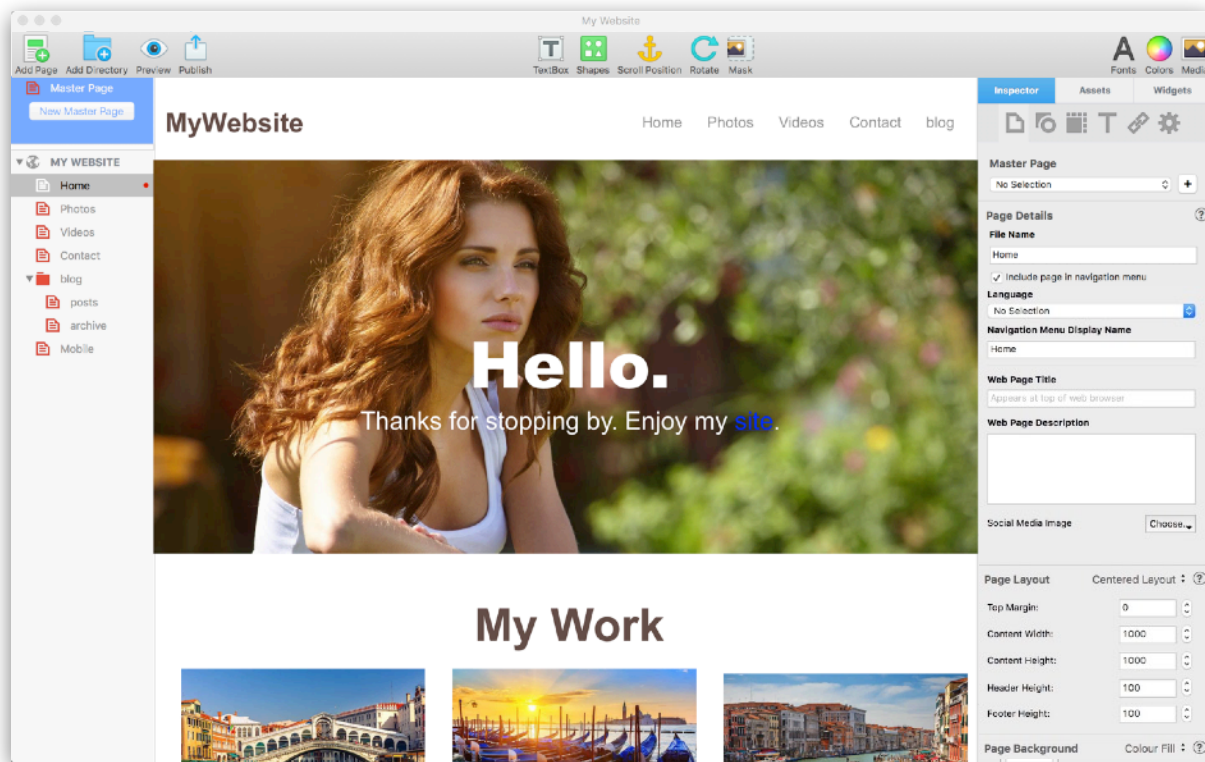 My Website
Add Page Add Directory Preview Publish
TextBox Shapes Scroll Position Rotate Mask
Fonts Colors Media
Master Page
New Master Page
MY WEBSITE
Home
Photos
Videos
Contact
blog
posts
archive
Mobile
MyWebsite
Home Photos Videos Contact blog
Hello.
Thanks for stopping by. Enjoy my site.
My Work
Inspector Assets Widgets
Master Page
No Selection
Page Details
File Name
Home
Include page in navigation menu
Language
No Selection
Navigation Menu Display Name
Home
Web Page Title
Appears at top of web browser
Web Page Description
Social Media Image Choose...
Page Layout Centered Layout
Top Margin: 0
Content Width: 1000
Content Height: 1000
Header Height: 100
Footer Height: 100
Page Background Colour Fill